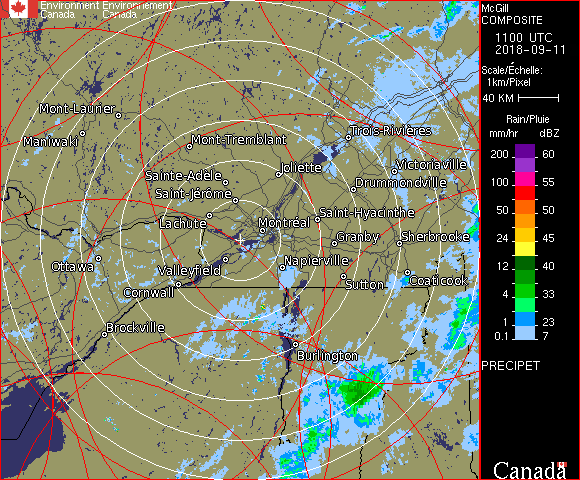 Environment Environnement
Canada Canada
McGill
COMPOSITE
1100 UTC
2018-09-11
Scale/Échelle:
1km/Pixel
40 KM
Rain/Pluie
mm/hr dBZ
200 60
150 55
100 55
50 50
24 45
12 40
4 33
1 23
0.1 7
PRECIPET
Canada
Mont-Laurier
Maniwaki
Mont-Tremblant
Trois-Rivières
Sainte-Adèle
Joliette
Victoriaville
Saint-Jérôme
Drummondville
Lachute
Montréal
Saint-Hyacinthe
Granby
Sherbrooke
Ottawa
Valleyfield
Napierville
Cornwall
Sutton
Coaticook
Brockville
Burlington